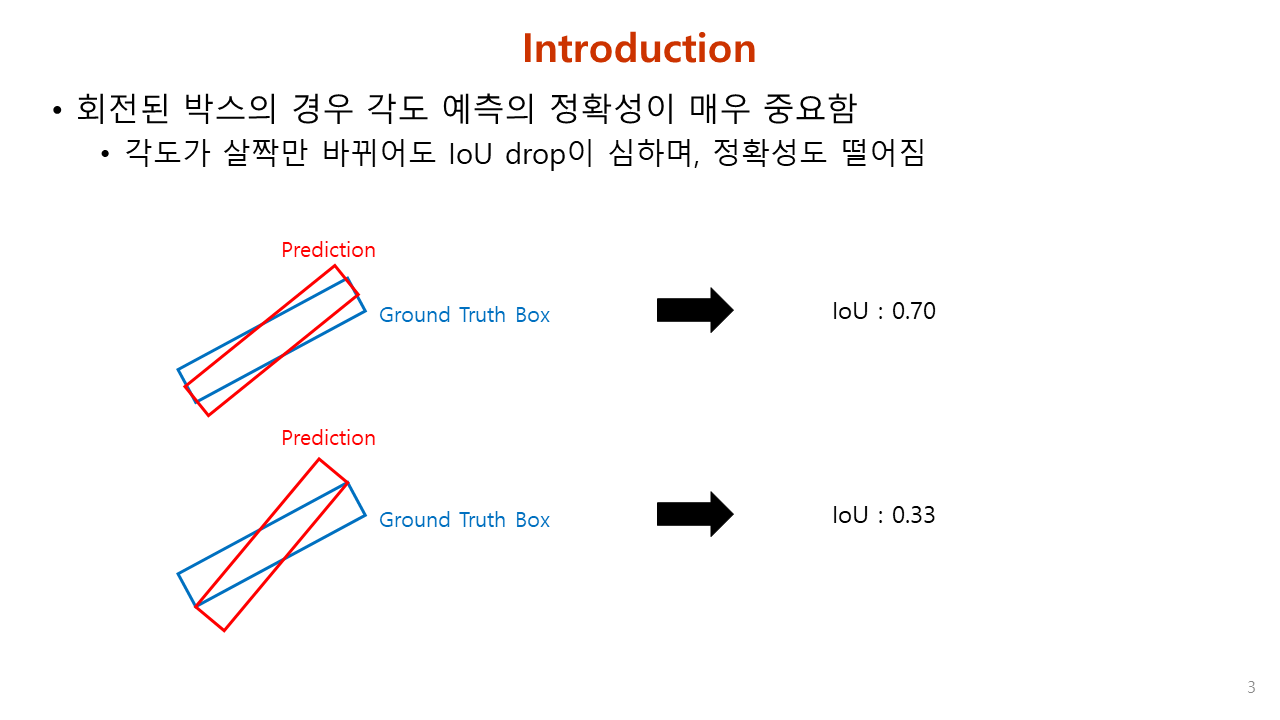 Introduction
• 회전된 박스의 경우 각도 예측의 정확성이 매우 중요함
• 각도가 살짝만 바뀌어도 IoU drop이 심하며, 정확성도 떨어짐
Prediction
Ground Truth Box
IoU : 0.70
Prediction
Ground Truth Box
IoU : 0.33
3